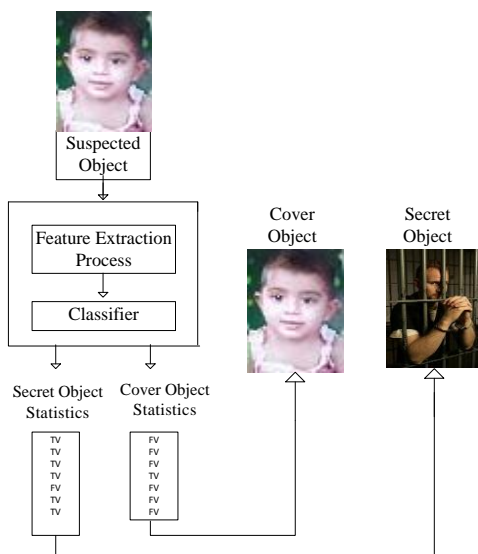 Suspected
Object
Feature Extraction
Process
Classifier
Cover
Object
Secret
Object
Secret Object
Statistics
Cover Object
Statistics
TV
TV
TV
TV
FV
TV
TV
FV
FV
FV
TV
FV
FV
FV